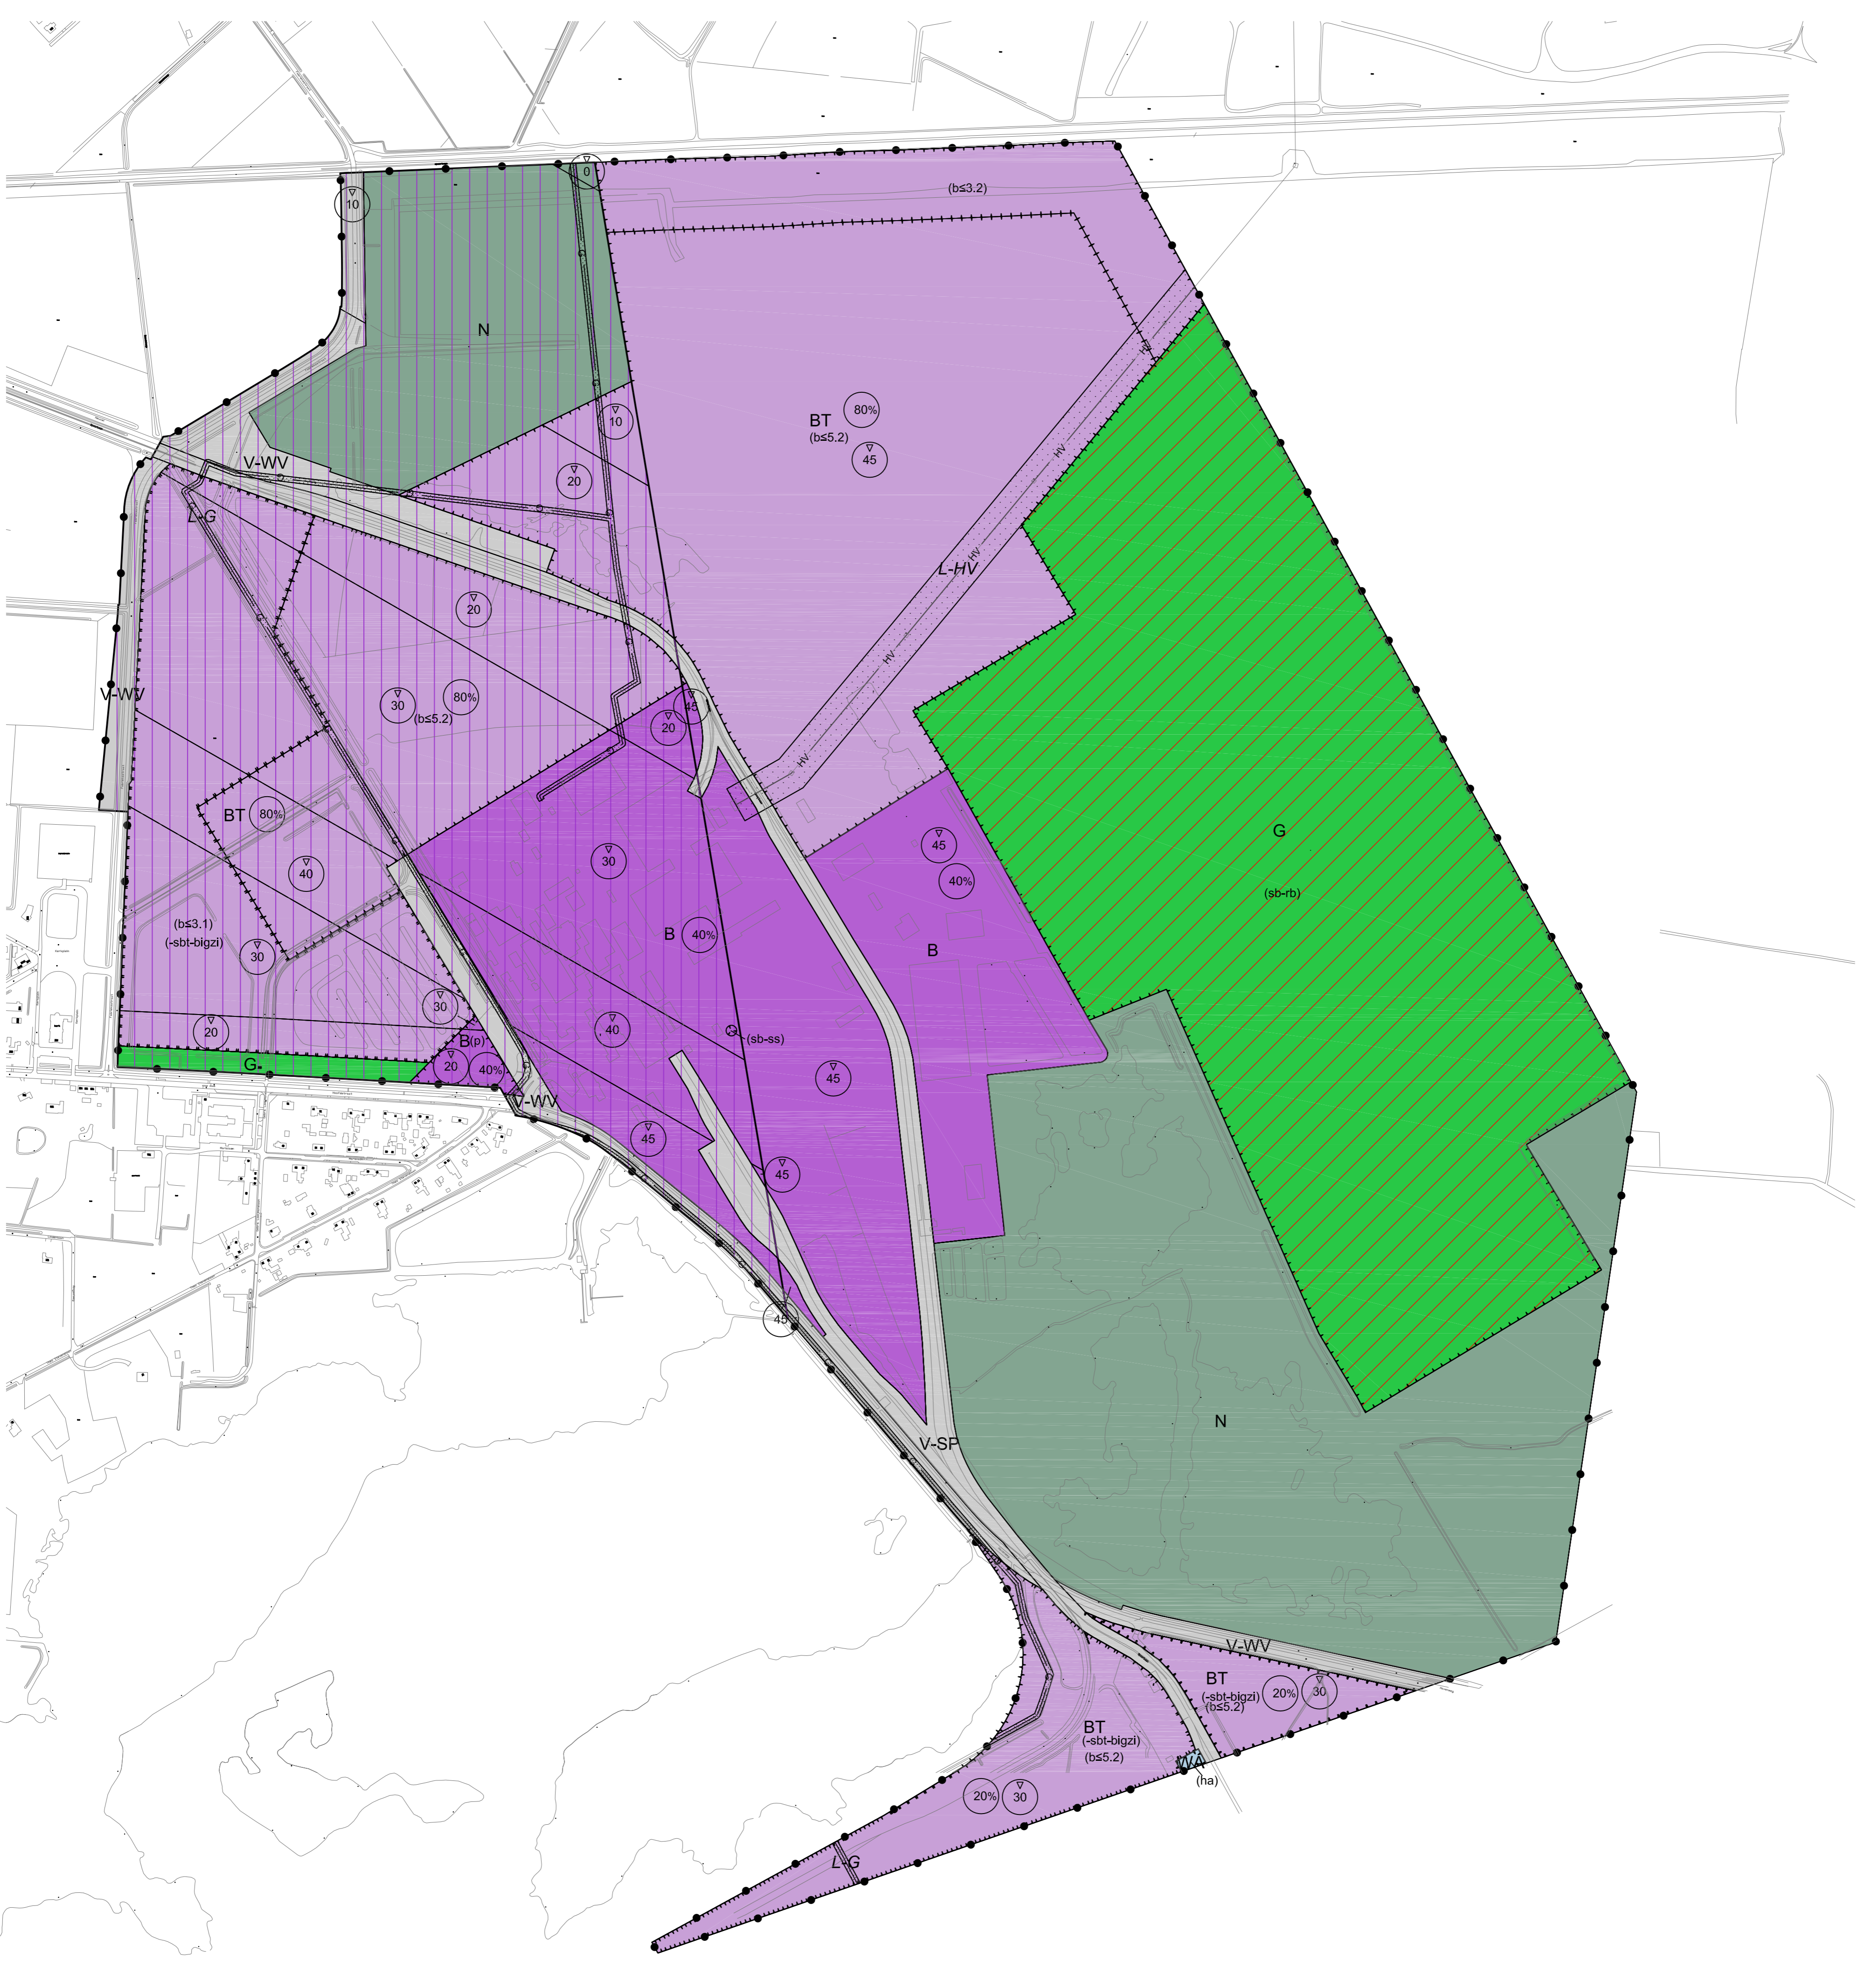 0
(b≤3.2)
10
N
HV
BT
80%
(b≤5.2)
10
45
HV
V-WV
20
G
G
G
L-G
HV
L-HV
20
HV
V-WV
30
80%
(b≤5.2)
45
20
HV
BT
80%
G
45
30
40
40%
(b≤3.1)
(-sbt-bigzi)
B
40%
B
(sb-rb)
30
30
40
(sb-ss)
20
B(p)
G
20
40%
45
V-WV
45
45
45
N
V-SP
V-WV
BT
(-sbt-bigzi)
(b≤5.2)
20%
30
BT
(-sbt-bigzi)
(b≤5.2)
WA
(ha)
20%
30
L-G